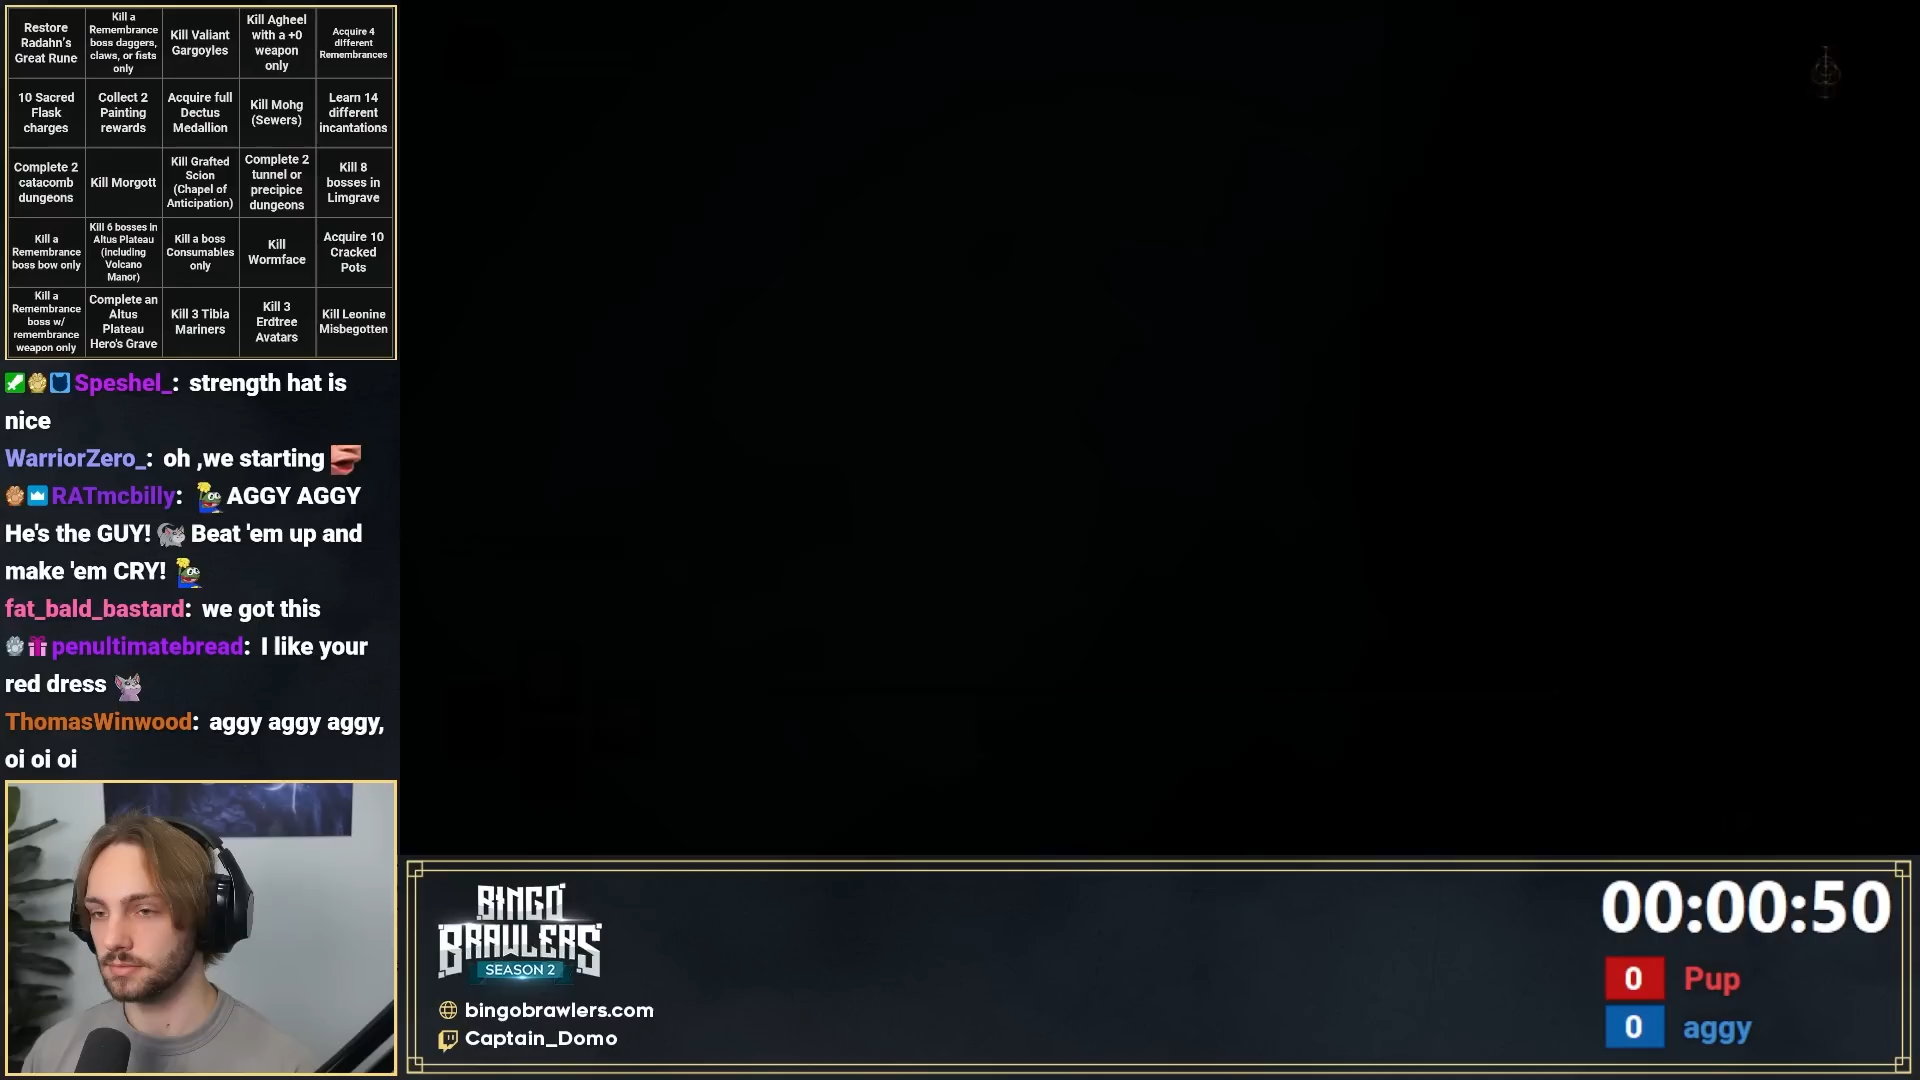 Restore
Radahn's
Great Rune
Kill a
Remembrance
boss daggers,
claws, or fists
only
Kill Valiant
Gargoyles
Kill Agheel
with a +0
weapon
only
Acquire 4
different
Remembrances
10 Sacred
Flask
charges
Collect 2
Painting
rewards
Acquire full
Dectus
Medallion
Kill Mohg
(Sewers)
Learn 14
different
incantations
Complete 2
catacomb
dungeons
Kill Morgott
Kill Grafted
Scion
(Chapel of
Anticipation)
Complete 2
tunnel or
precipice
dungeons
Kill 8
bosses in
Limgrave
Kill a
Remembrance
boss bow only
Kill 6 bosses in
Altus Plateau
(including
Volcano
Manor)
Kill a boss
Consumables
only
Kill
Wormface
Acquire 10
Cracked
Pots
Kill a
Remembrance
boss w/
remembrance
weapon only
Complete an
Altus
Plateau
Hero's Grave
Kill 3 Tibia
Mariners
Kill 3
Erdtree
Avatars
Kill Leonine
Misbegotten
Speshel_: strength hat is
nice
WarriorZero_: oh ,we starting
RATmcbilly: AGGY AGGY
He's the GUY! Beat 'em up and
make 'em CRY!
fat_bald_bastard: we got this
penultimatebread: I like your
red dress
ThomasWinwood: aggy aggy aggy,
oi oi oi
BINGO
BRAWLERS
SEASON 2
bingobrawlers.com
Captain_Domo
00:00:50
0 Pup
0 aggy